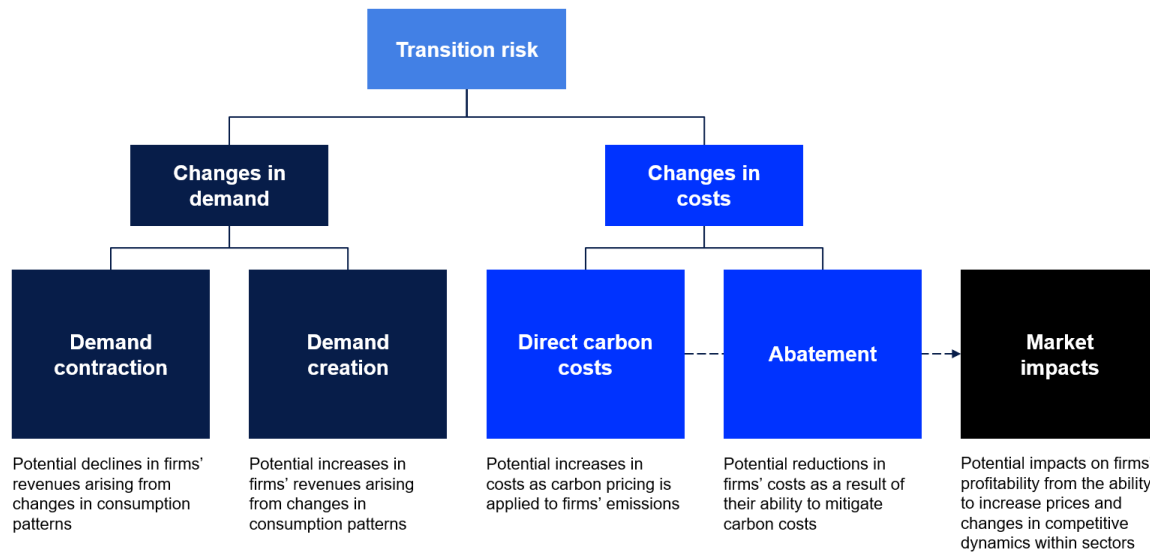 Transition risk
Changes in
demand
Changes in
costs
Demand
contraction
Demand
creation
Direct carbon
costs
Abatement
Market
impacts
Potential declines in firms'
revenues arising from
changes in consumption
patterns
Potential increases in
firms' revenues arising
from changes in
consumption patterns
Potential increases in
costs as carbon pricing is
applied to firms' emissions
Potential reductions in
firms' costs as a result of
their ability to mitigate
carbon costs
Potential impacts on firms
profitability from the ability
to increase prices and
changes in competitive
dynamics within sectors